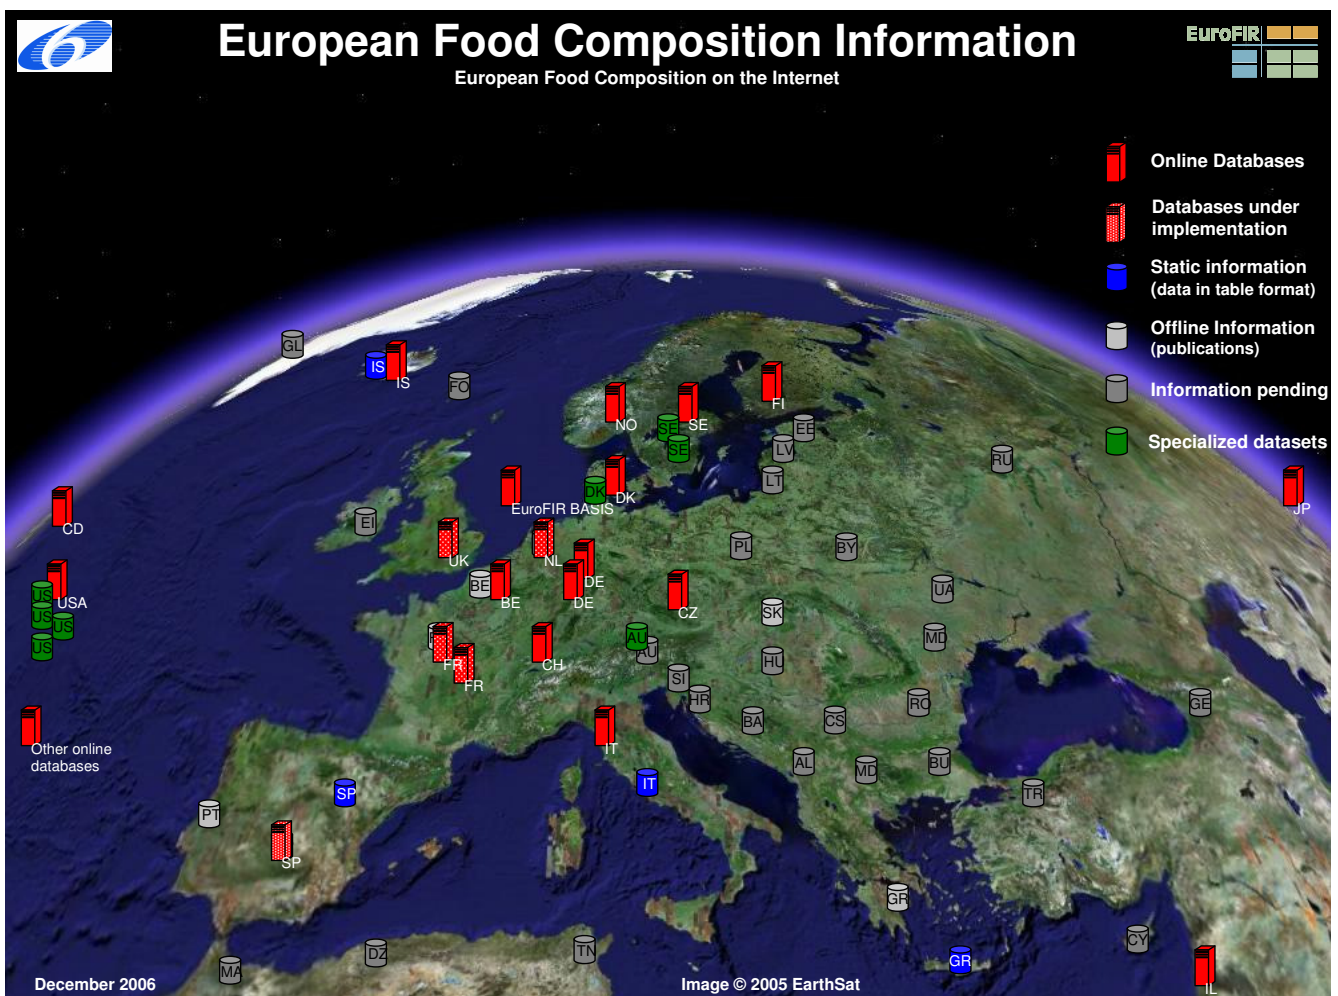 European Food Composition Information
European Food Composition on the Internet
EuroFIR
Online Databases
Databases under
implementation
Static information
(data in table format)
Offline Information
(publications)
Information pending
Specialized datasets
GL
IS
IS
FO
NO
SE
SE
SE
FI
EE
LV
LT
RU
CD
EI
EuroFIR BASIS
DK
DK
JP
UK
NL
PL
BY
USA
US
US
US
US
BE
BE
DE
DE
CZ
SK
UA
FR
FR
CH
AU
AU
HU
MD
SI
HR
BA
CS
RO
GE
Other online
databases
IT
IT
AL
MD
BU
TR
SP
PT
SP
GR
GR
CY
IL
MA
DZ
TN
December 2006
Image © 2005 EarthSat